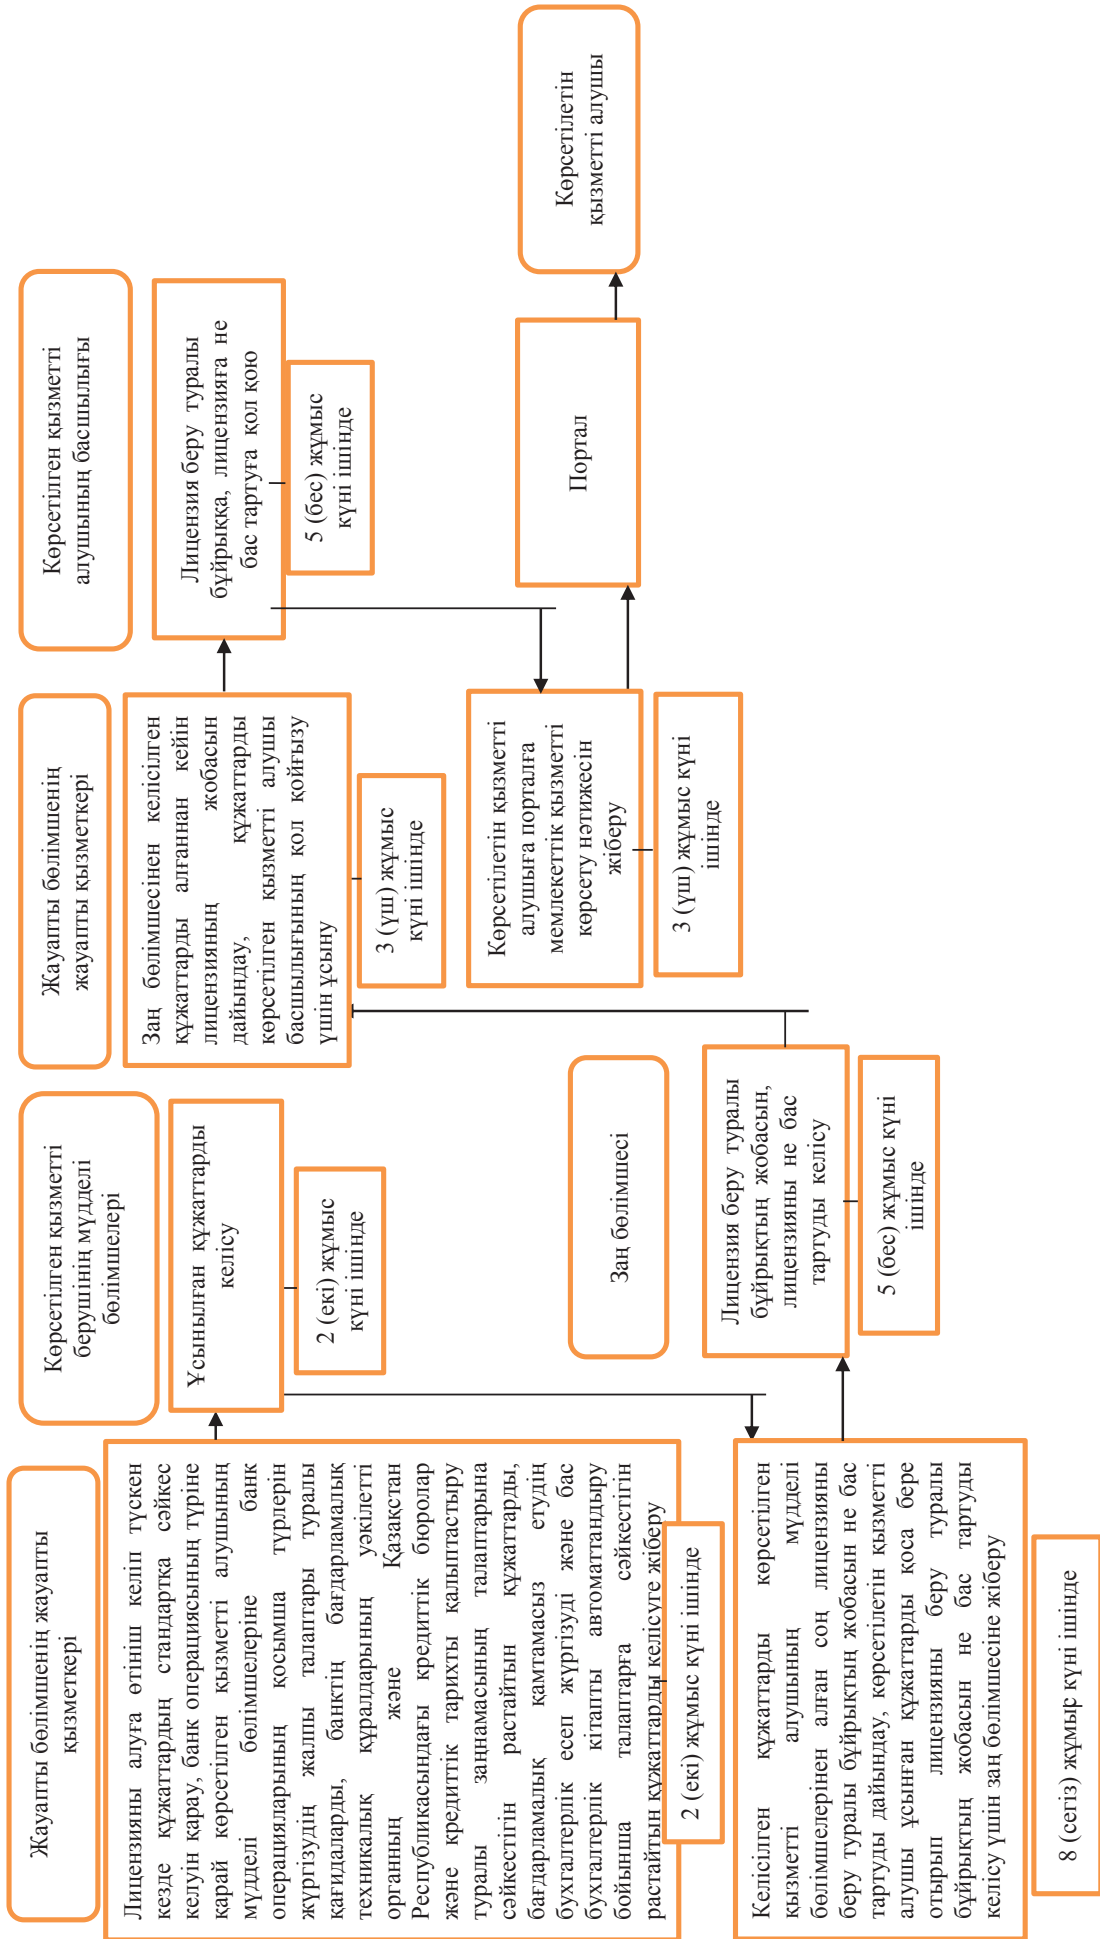 Жауапты бөлімшенің жауапты
қызметкері
Лицензияны алуға өтініш келіп түскен
кезде құжаттардың стандартқа сәйкес
келуін қарау, банк операциясының түріне
қарай көрсетілген қызметті алушының
мүдделі бөлімшелеріне банк
операцияларының қосымша түрлерін
жүргізудің жалпы талаптары туралы
қағидаларды, банктің бағдарламалық
техникалық құралдарының уәкілетті
органның және Қазақстан
Республикасындағы кредиттік бюролар
және кредиттік тарихты қалыптастыру
туралы заңнамасының талаптарына
сәйкестігін растайтын құжаттарды,
бағдарламалық қамтамасыз етудің
бухгалтерлік есеп жүргізуді және бас
бухгалтерлік кітапты автоматтандыру
бойынша талаптарға сәйкестігін
растайтын құжаттарды келісуге жіберу
2 (екі) жұмыс күні ішінде
Көрсетілген қызметті
берушінің мүдделі
бөлімшелері
Ұсынылған құжаттарды
келісу
2 (екі) жұмыс
күні ішінде
Келісілген құжаттарды көрсетілген
қызметті алушының мүдделі
бөлімшелерінен алған соң лицензияны
беру туралы бұйрықтың жобасын не бас
тартуды дайындау, көрсетілетін қызметті
алушы ұсынған құжаттарды қоса бере
отырып лицензияны беру туралы
бұйрықтың жобасын не бас тартуды
келісу үшін заң бөлімшесіне жіберу
8 (сегіз) жұмыр күні ішінде
Заң бөлімшесі
Лицензия беру туралы
бұйрықтың жобасын,
лицензияны не бас
тартуды келісу
5 (бес) жұмыс күні
ішінде
Жауапты бөлімшенің
жауапты қызметкері
Заң бөлімшесінен келісілген
құжаттарды алғаннан кейін
лицензияның жобасын
дайындау, құжаттарды
көрсетілген қызметті алушы
басшылығының қол қойғызу
үшін ұсыну
3 (үш) жұмыс
күні ішінде
Көрсетілген қызметті
алушының басшылығы
Лицензия беру туралы
бұйрыққа, лицензияға не
бас тартуға қол қою
5 (бес) жұмыс
күні ішінде
Көрсетілетін қызметті
алушыға порталға
мемлекеттік қызметті
көрсету нәтижесін
жіберу
3 (үш) жұмыс күні
ішінде
Портал
Көрсетілетін
қызметті алушы